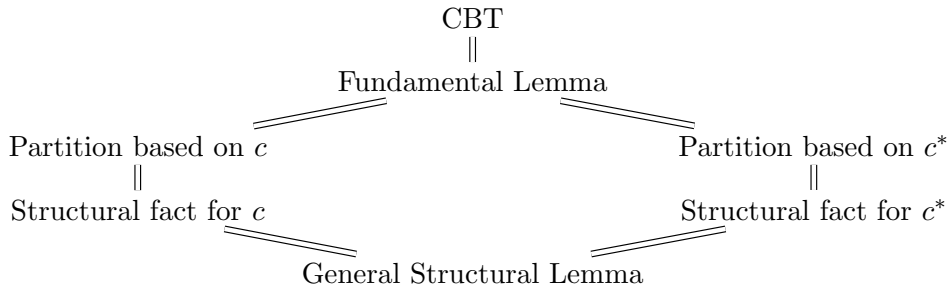 CBT
Fundamental Lemma
Partition based on c
Partition based on c*
Structural fact for c
Structural fact for c*
General Structural Lemma